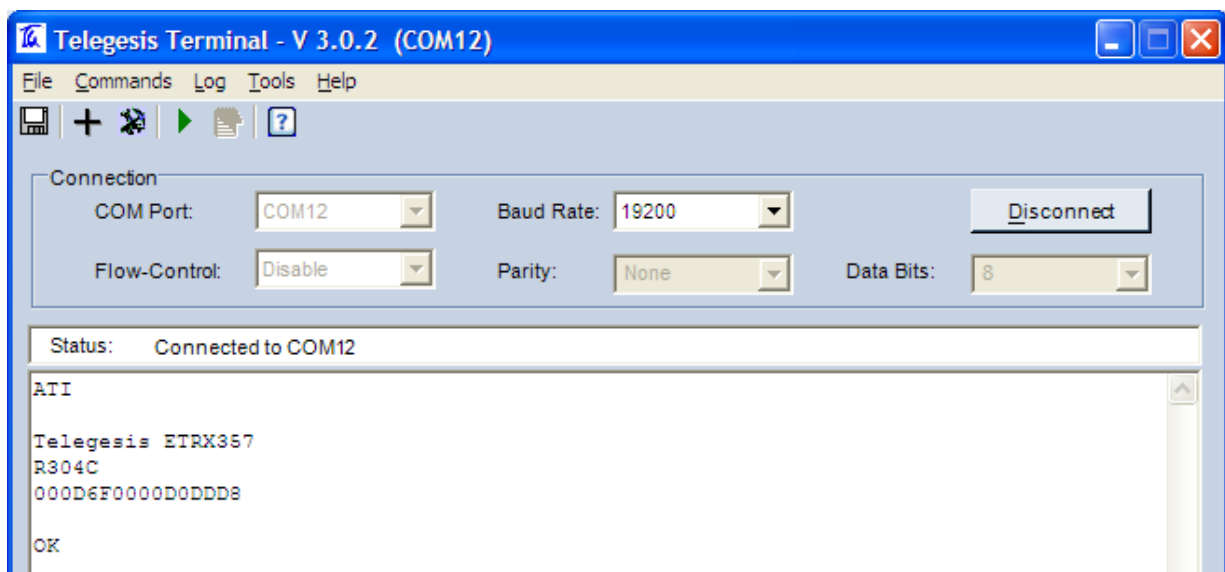 Telegesis Terminal - V 3.0.2 (COM12)
File Commands Log Tools Help
Connection
COM Port: COM12 Baud Rate: 19200 Disconnect
Flow-Control: Disable Parity: None Data Bits: 8
Status: Connected to COM12
ATI
Telegesis ETRX357
R304C
000D6F0000D0DDD8
OK